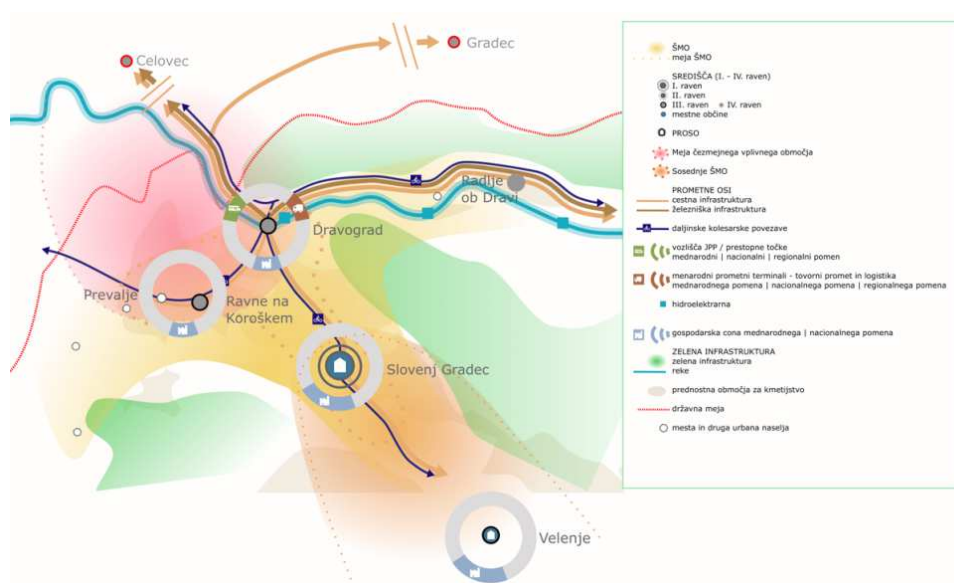 Celovec
Gradec
Radlje
ob Dravi
Dravograd
Prevalje
Ravne na
Koroškem
Slovenj Gradec
Velenje
ŠMO
meja ŠMO
SREDIŠČA (I. - IV. raven)
I. raven
II. raven
III. raven
IV. raven
mestne občine
PROSO
Meja čezmejnega vplivnega območja
Sosednje ŠMO
PROMETNE OSI
cestna infrastruktura
železniška infrastruktura
daljinske kolesarske povezave
vozlišča JPP / prestopne točke
mednarodni | nacionalni | regionalni pomen
menarodni prometni terminali - tovorni promet in logistika
mednarodnega pomena | nacionalnega pomena | regionalnega pomena
hidroelektrarna
gospodarska cona mednarodnega | nacionalnega pomena
ZELENA INFRASTRUKTURA
zelena infrastruktura
reke
prednostna območja za kmetijstvo
državna meja
mesta in druga urbana naselja